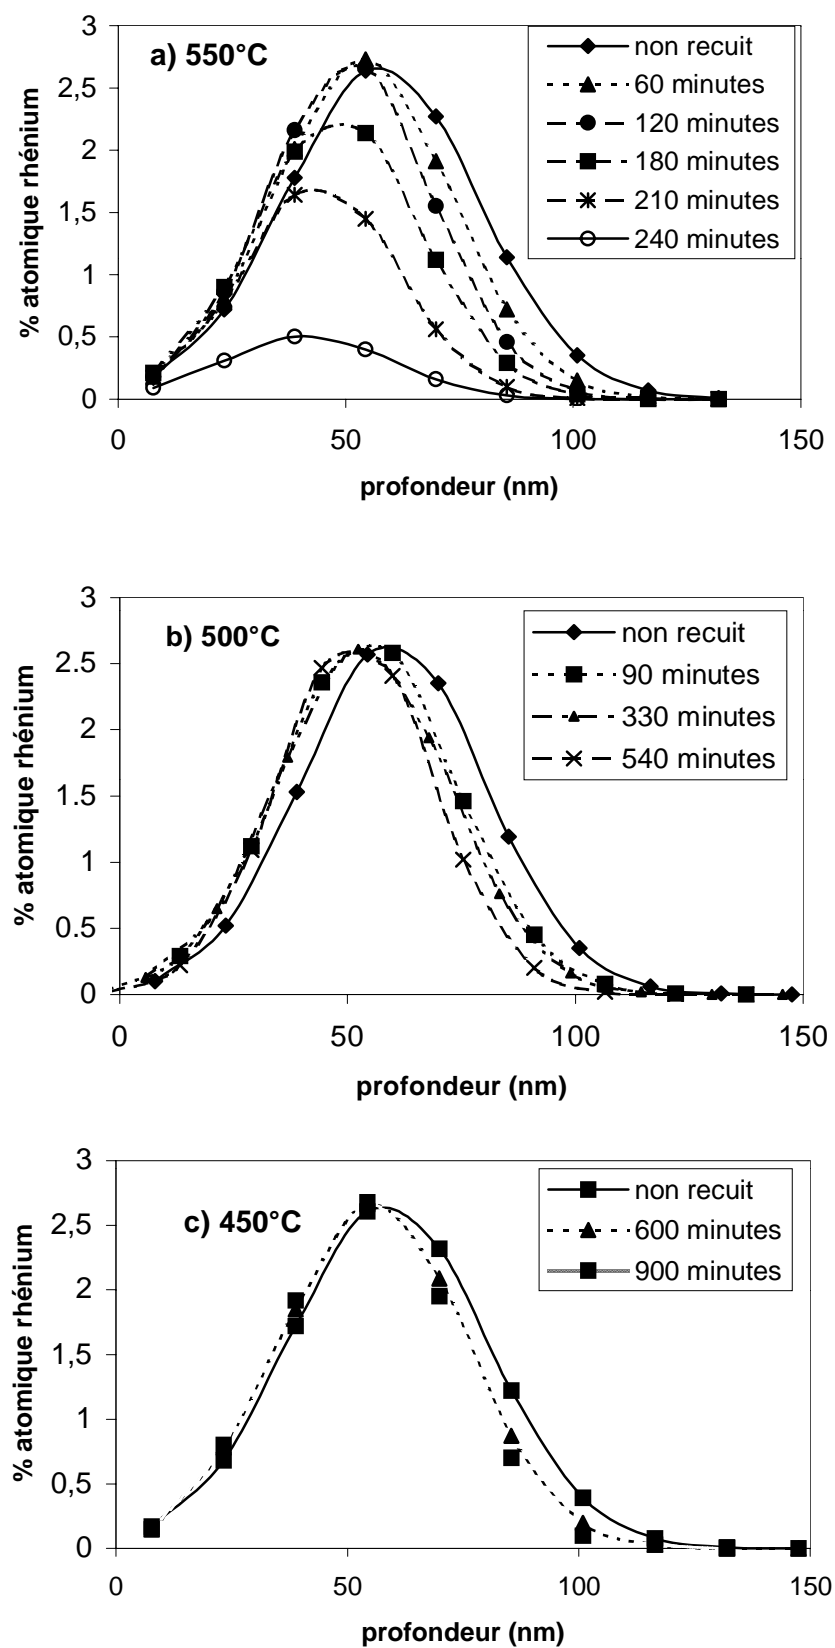 a) 550°C
non recuit
60 minutes
120 minutes
180 minutes
210 minutes
240 minutes
% atomique rhénium
3
2,5
2
1,5
1
0,5
0
0 50 100 150
profondeur (nm)
b) 500°C
non recuit
90 minutes
330 minutes
540 minutes
% atomique rhénium
3
2.5
2
1.5
1
0.5
0
0 50 100 150
profondeur (nm)
c) 450°C
non recuit
600 minutes
900 minutes
% atomique rhénium
3
2,5
2
1,5
1
0,5
0
0 50 100 150
profondeur (nm)